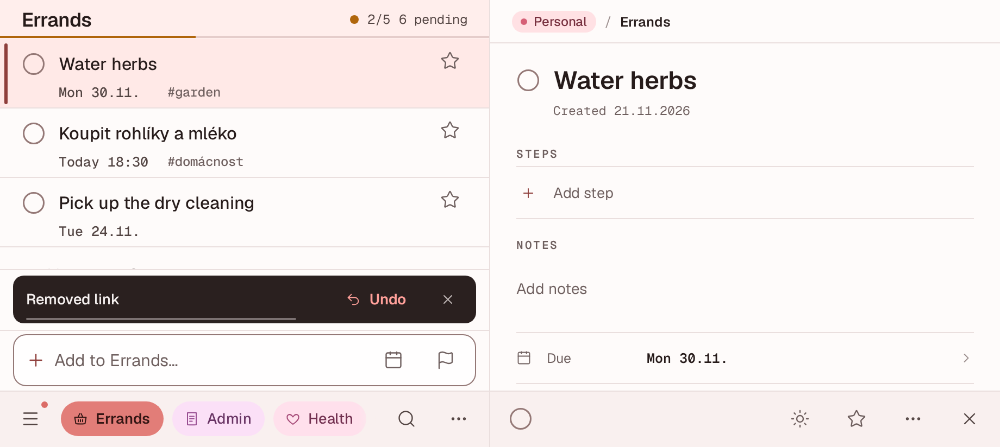 Errands
2/5 6 pending
Water herbs
Mon 30.11. #garden
Koupit rohlíky a mléko
Today 18:30 #domácnost
Pick up the dry cleaning
Tue 24.11.
Removed link
Undo
Add to Errands…
Errands
Admin
Health
Personal / Errands
Water herbs
Created 21.11.2026
STEPS
Add step
NOTES
Add notes
Due Mon 30.11.